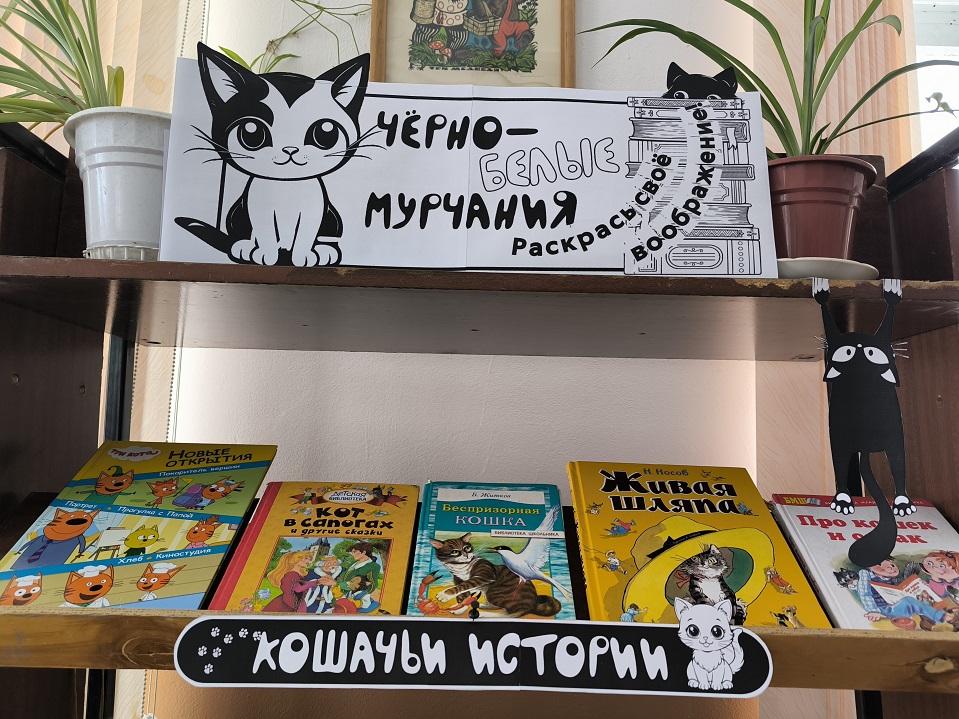 ЧЁРНО-
БЕЛЫЕ
МУРЧАНИЯ
Раскрась своё
воображение!
ТРИ КОТА
НОВЫЕ
ОТКРЫТИЯ
Покоритель вершин
Портрет • Прогулка с Папой
Хлеб • Киностудия
ДЕТСКАЯ
БИБЛИОТЕКА
КОТ
В САПОГАХ
и другие сказки
Б. Житков
Беспризорная
КОШКА
БИБЛИОТЕКА ШКОЛЬНИКА
Н. Носов
Живая
шляпа
Про кошек
и
КОШАЧЬИ ИСТОРИИ